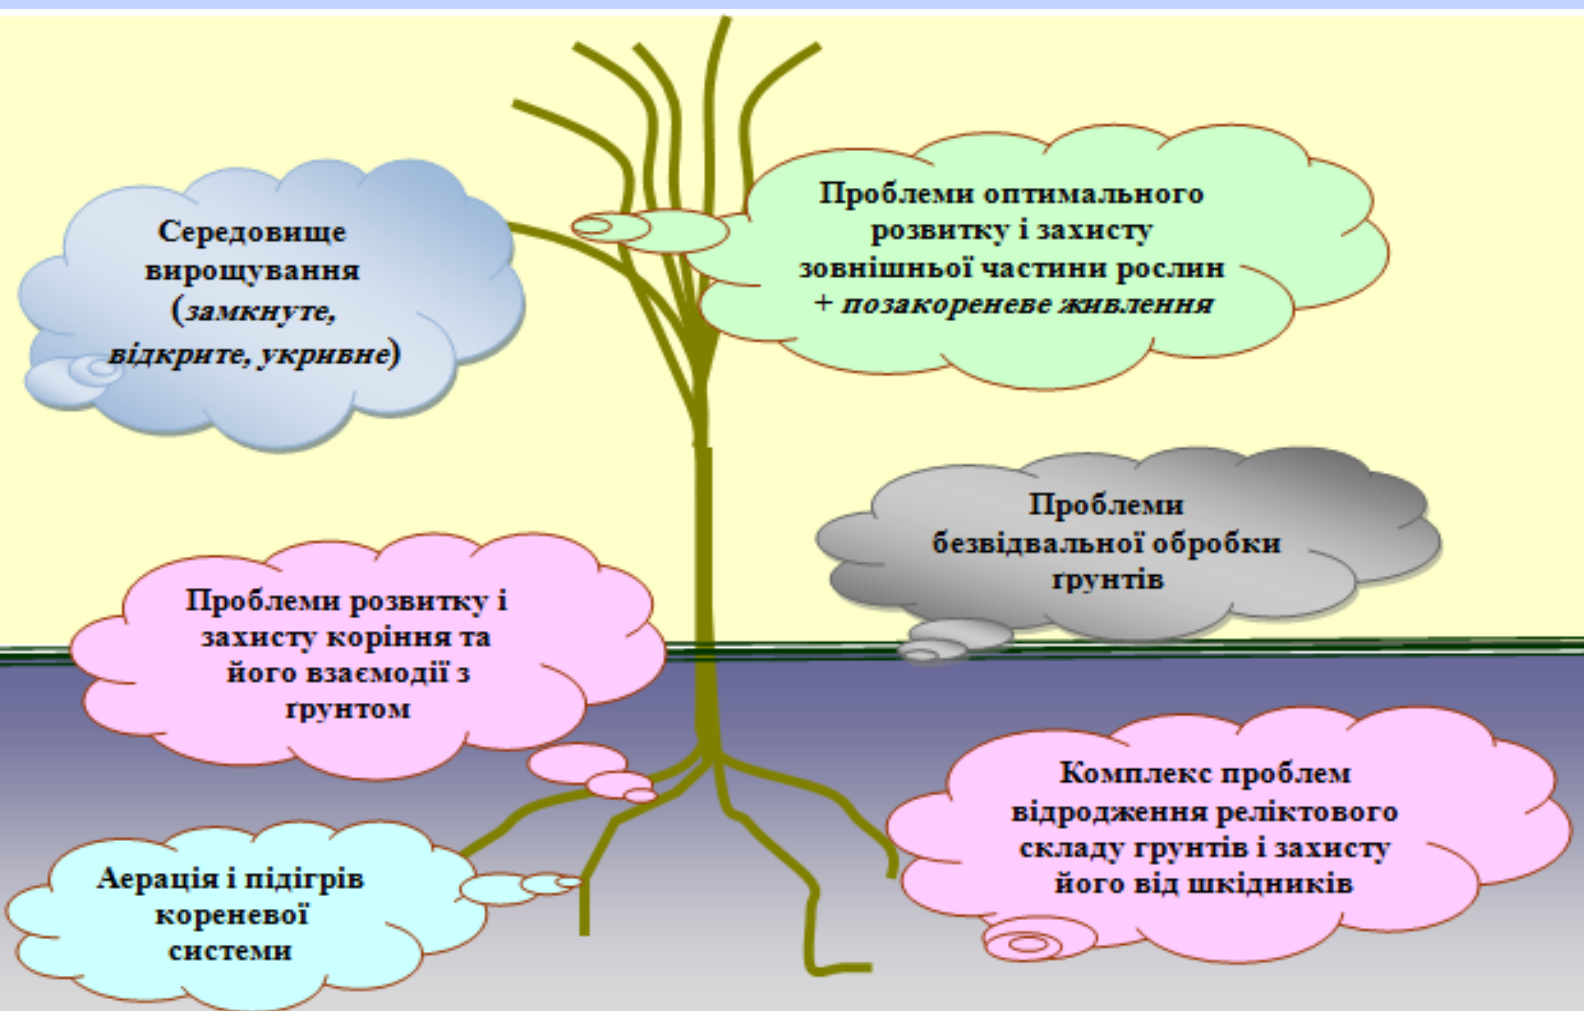 Середовище
вирощування
(замкнуте,
відкрите, укривне)
Проблеми оптимального
розвитку і захисту
зовнішньої частини рослин
+ позакореневе живлення
Проблеми
безвідвальної обробки
ґрунтів
Проблеми розвитку і
захисту коріння та
його взаємодії з
ґрунтом
Комплекс проблем
відродження реліктового
складу грунтів і захисту
його від шкідників
Аерація і підігрів
кореневої
системи